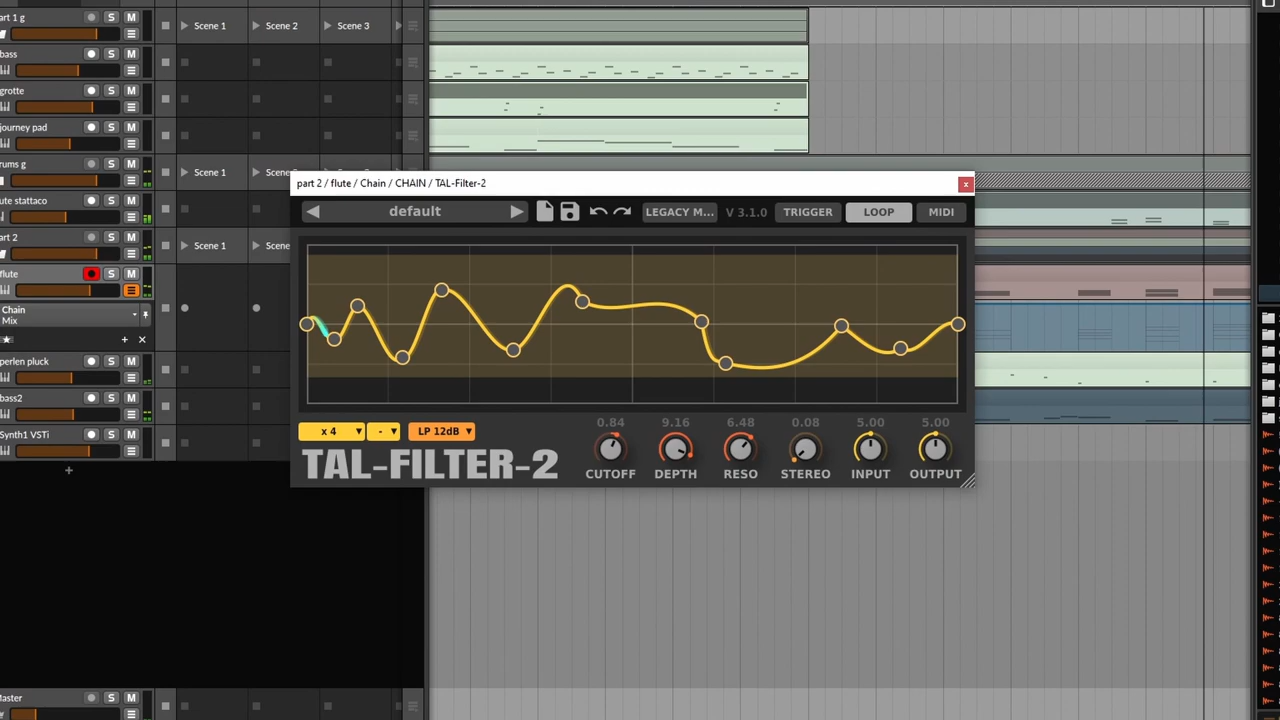 art 1 g S M Scene 1 Scene 2 Scene 3
bass S M
grotte S M
journey pad S M
rums g S M Scene 1
ute stattaco S M
art 2 S M Scene 1
flute S M
Chain
Mix
perlen pluck S M
bass2 S M
Synth1 VSTi S M
Master S M
part 2 / flute / Chain / CHAIN / TAL-Filter-2
default LEGACY M... V 3.1.0 TRIGGER LOOP MIDI
x 4 - LP 12dB
0.84 9.16 6.48 0.08 5.00 5.00
TAL-FILTER-2
CUTOFF DEPTH RESO STEREO INPUT OUTPUT